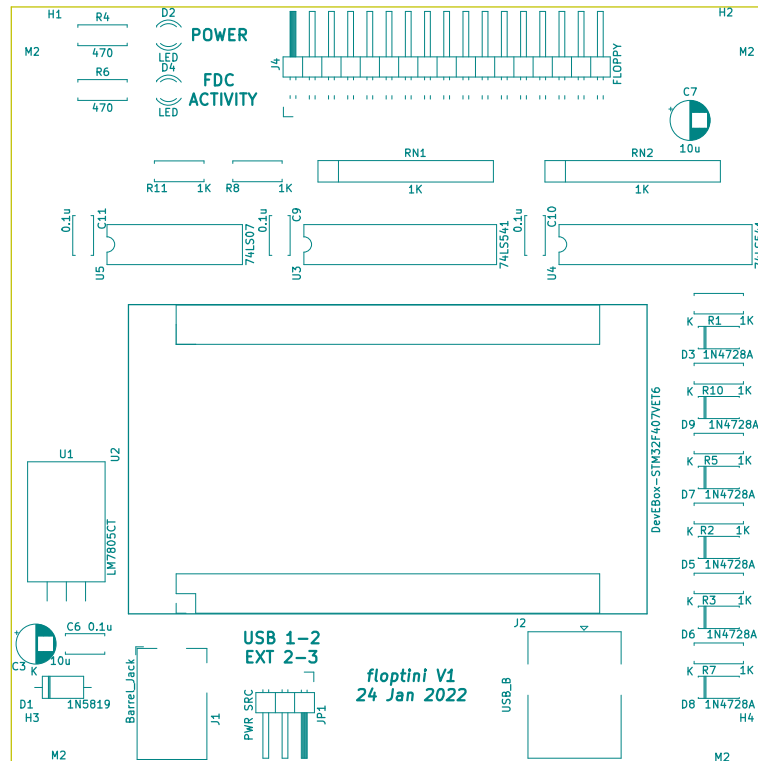 H1
R4
D2
H2
M2
470
POWER
LED
M2
R6
D4
J4
FLOPPY
470
FDC
ACTIVITY
LED
C7
10u
RN1
RN2
R11 1K
R8 1K
1K
1K
0.1u
C11
0.1u
C9
0.1u
C10
U5
74LS07
U3
74LS541
U4
74LS541
K R1 1K
D3 1N4728A
K R10 1K
D9 1N4728A
K R5 1K
D7 1N4728A
K R2 1K
D5 1N4728A
K R3 1K
D6 1N4728A
K R7 1K
D8 1N4728A
H4
DevEBox-STM32F407VET6
U1
U2
LM7805CT
C6 0.1u
C3
10u
K
D1 1N5819
H3
M2
Barrel_Jack
J1
USB 1-2
EXT 2-3
PWR SRC
JP1
floptini V1
24 Jan 2022
J2
USB_B
M2